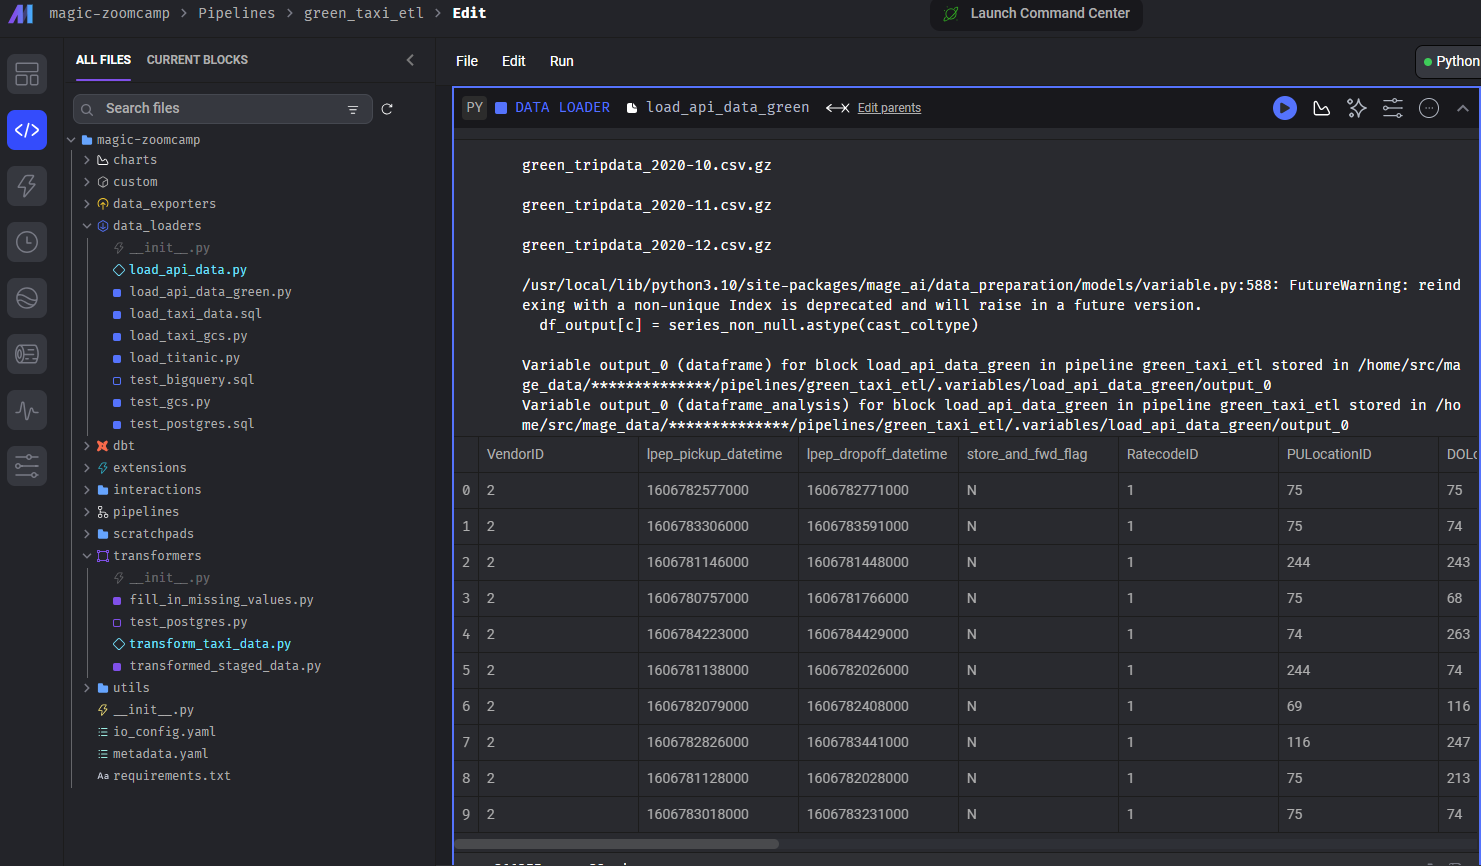 magic-zoomcamp > Pipelines > green_taxi_etl > Edit
Launch Command Center
ALL FILES CURRENT BLOCKS
Search files
magic-zoomcamp
charts
custom
data_exporters
data_loaders
__init__.py
load_api_data.py
load_api_data_green.py
load_taxi_data.sql
load_taxi_gcs.py
load_titanic.py
test_bigquery.sql
test_gcs.py
test_postgres.sql
dbt
extensions
interactions
pipelines
scratchpads
transformers
__init__.py
fill_in_missing_values.py
test_postgres.py
transform_taxi_data.py
transformed_staged_data.py
utils
__init__.py
io_config.yaml
metadata.yaml
Aa requirements.txt
File Edit Run
Python
PY DATA LOADER load_api_data_green Edit parents
green_tripdata_2020-10.csv.gz
green_tripdata_2020-11.csv.gz
green_tripdata_2020-12.csv.gz
/usr/local/lib/python3.10/site-packages/mage_ai/data_preparation/models/variable.py:588: FutureWarning: reind
exing with a non-unique Index is deprecated and will raise in a future version.
df_output[c] = series_non_null.astype(cast_coltype)
Variable output_0 (dataframe) for block load_api_data_green in pipeline green_taxi_etl stored in /home/src/ma
ge_data/**************/pipelines/green_taxi_etl/.variables/load_api_data_green/output_0
Variable output_0 (dataframe_analysis) for block load_api_data_green in pipeline green_taxi_etl stored in /ho
me/src/mage_data/**************/pipelines/green_taxi_etl/.variables/load_api_data_green/output_0
VendorID lpep_pickup_datetime lpep_dropoff_datetime store_and_fwd_flag RatecodeID PULocationID DOLo
0 2 1606782577000 1606782771000 N 1 75 75
1 2 1606783306000 1606783591000 N 1 75 74
2 2 1606781146000 1606781448000 N 1 244 243
3 2 1606780757000 1606781766000 N 1 75 68
4 2 1606784223000 1606784429000 N 1 74 263
5 2 1606781138000 1606782026000 N 1 244 74
6 2 1606782079000 1606782408000 N 1 69 116
7 2 1606782826000 1606783441000 N 1 116 247
8 2 1606781128000 1606782028000 N 1 75 213
9 2 1606783018000 1606783231000 N 1 75 74